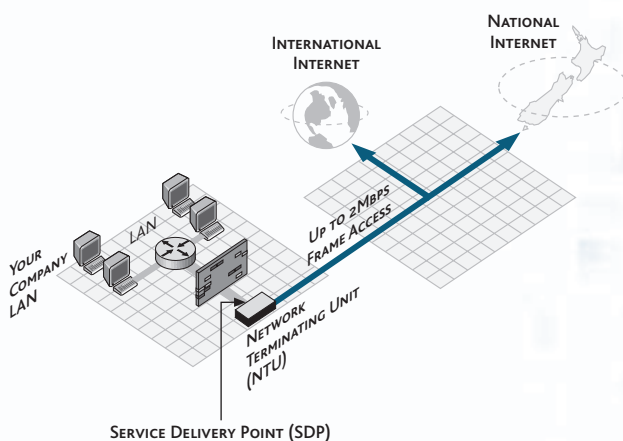 INTERNATIONAL
INTERNET
NATIONAL
INTERNET
UP TO 2MBPS
FRAME ACCESS
LAN
YOUR
COMPANY
LAN
NETWORK
TERMINATING UNIT
(NTU)
SERVICE DELIVERY POINT (SDP)